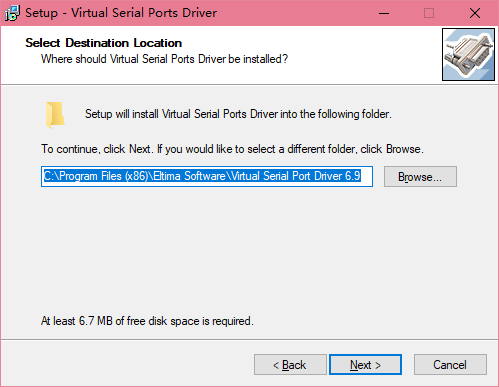 Setup - Virtual Serial Ports Driver
Select Destination Location
Where should Virtual Serial Ports Driver be installed?
Setup will install Virtual Serial Ports Driver into the following folder.
To continue, click Next. If you would like to select a different folder, click Browse.
C:\Program Files (x86)\Eltima Software\Virtual Serial Port Driver 6.9
Browse...
At least 6.7 MB of free disk space is required.
< Back
Next >
Cancel